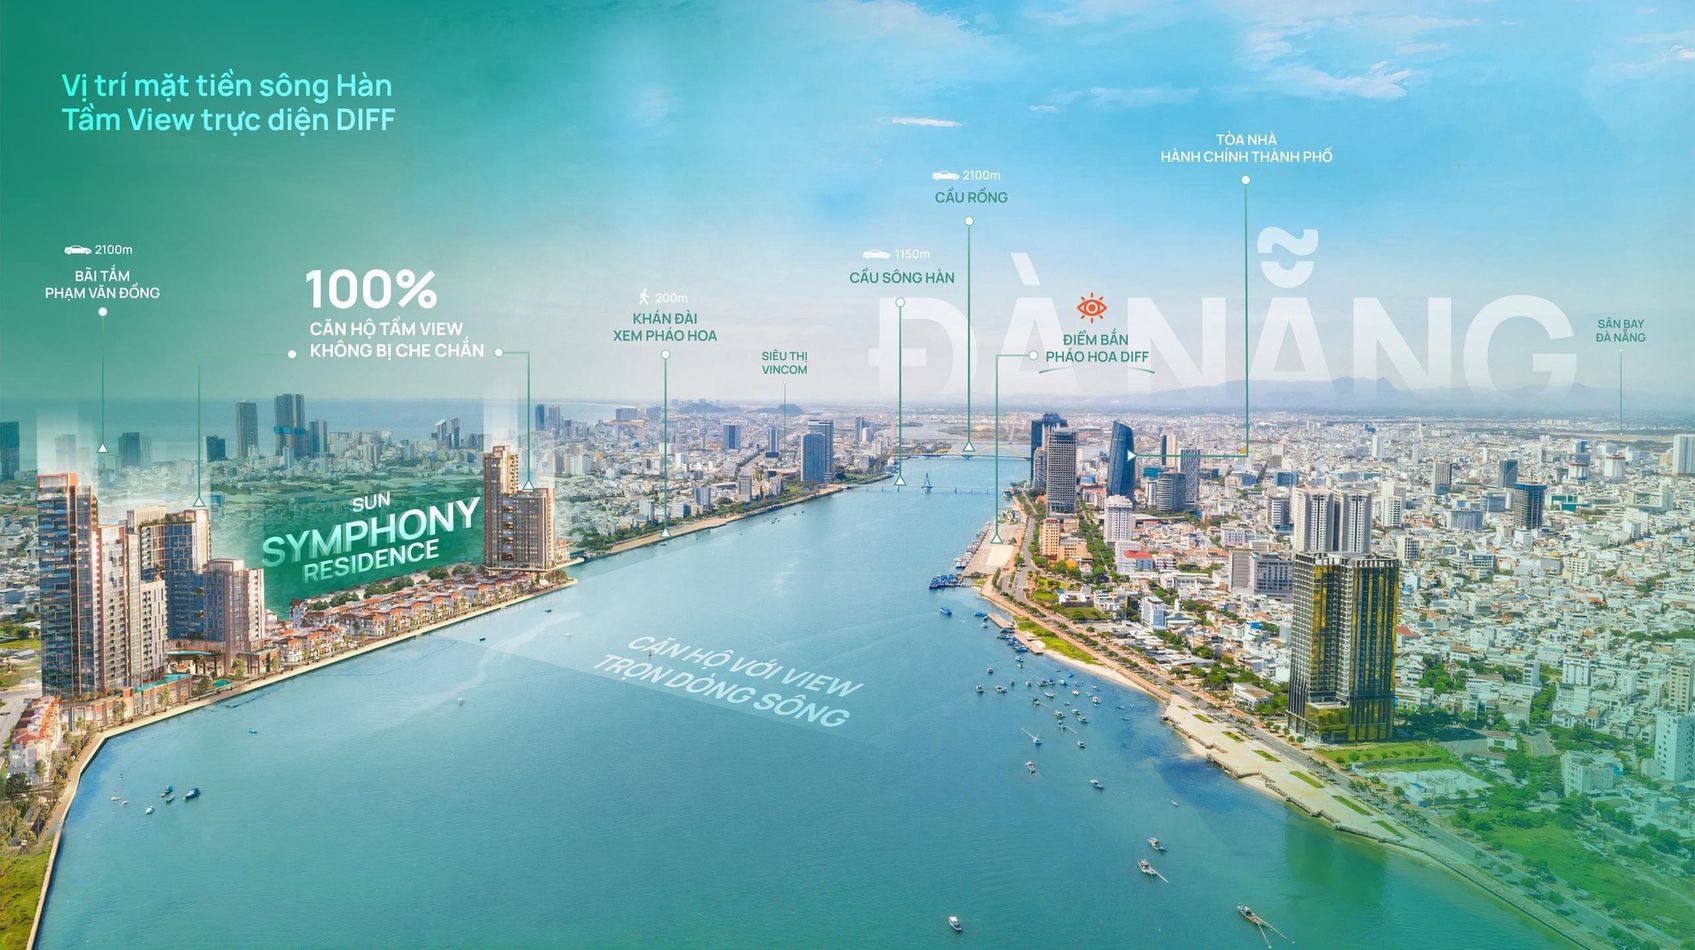 Vị trí mặt tiền sông Hàn
Tầm View trực diện DIFF
2100m
BÃI TẮM
PHẠM VĂN ĐỒNG
100%
CĂN HỘ TẦM VIEW
KHÔNG BỊ CHE CHẮN
200m
KHÁN ĐÀI
XEM PHÁO HOA
SIÊU THỊ
VINCOM
1150m
CẦU SÔNG HÀN
2100m
CẦU RỒNG
ĐIỂM BẮN
PHÁO HOA DIFF
TÒA NHÀ
HÀNH CHÍNH THÀNH PHỐ
ĐÀ NẴNG
SÂN BAY
ĐÀ NẴNG
SUN
SYMPHONY
RESIDENCE
CĂN HỘ VỚI VIEW
TRỌN DÒNG SÔNG